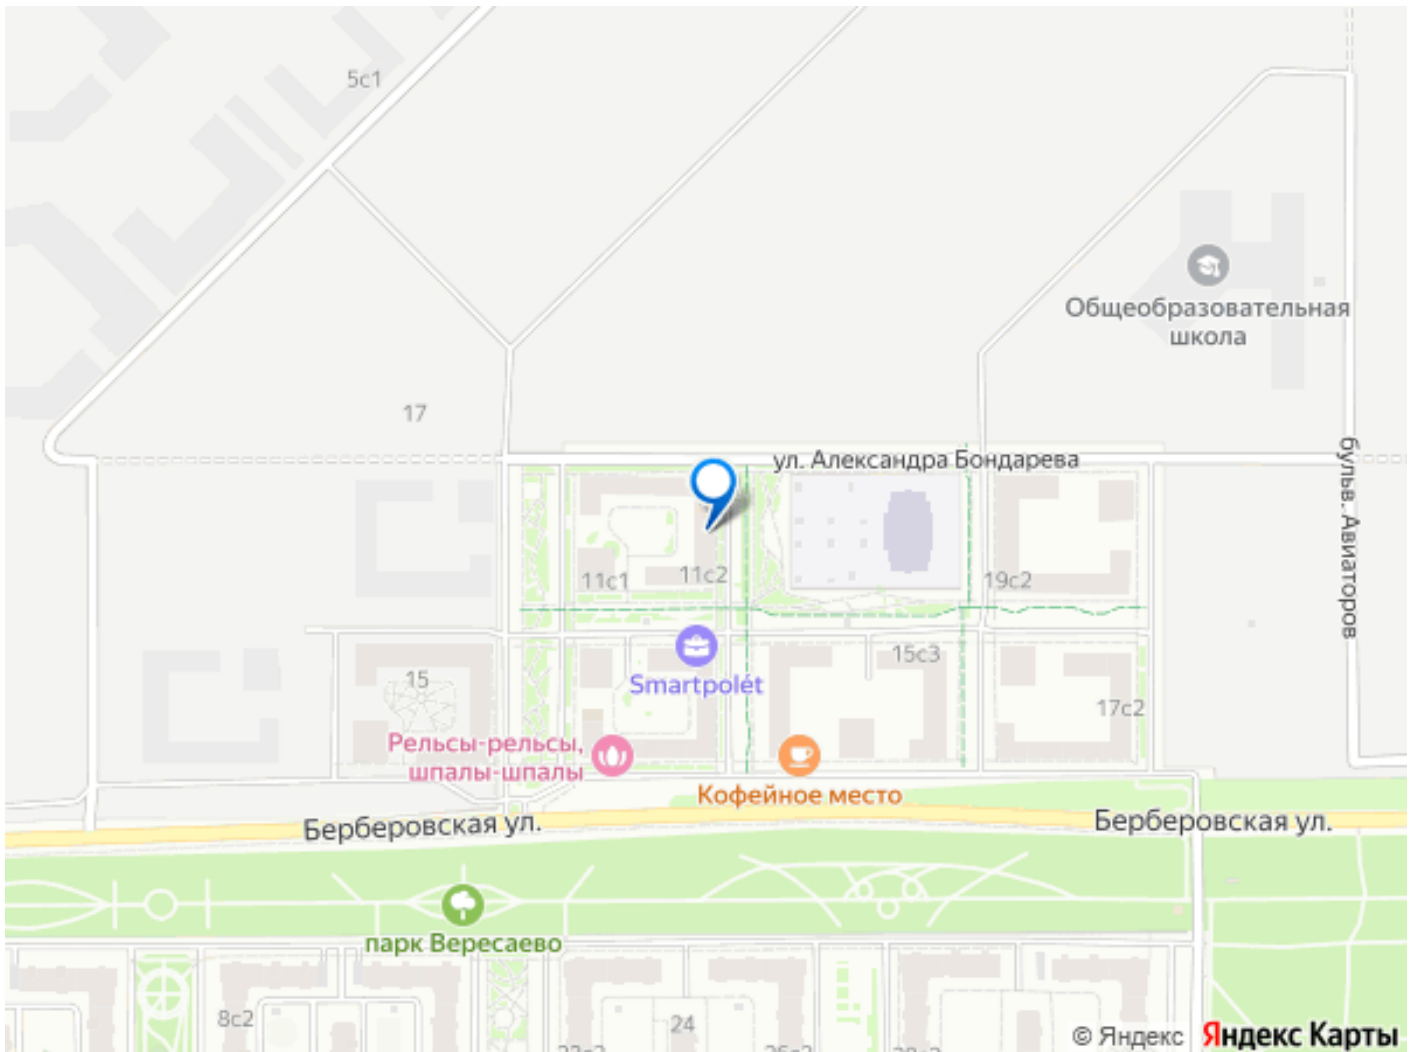 5с1
Общеобразовательная
школа
17
ул. Александра Бондарева
бульв. Авиаторов
11с1
11с2
19с2
15с3
15
Smartpolét
17с2
Рельсы-рельсы,
шпалы-шпалы
Кофейное место
Берберовская ул.
Берберовская ул.
парк Вересаево
8с2
24
© Яндекс
Яндекс Карты